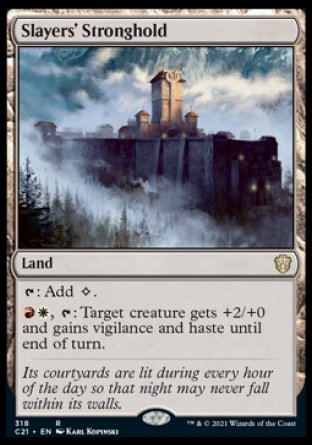 Slayers' Stronghold
Land
: Add .
, : Target creature gets +2/+0
and gains vigilance and haste until
end of turn.
Its courtyards are lit during every hour
of the day so that night may never fall
within its walls.
318 R
C21 • EN Karl Kopinski
™ & © 2021 Wizards of the Coast